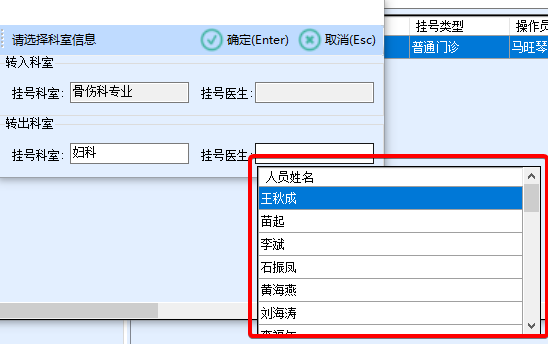 挂号类型 操作员
请选择科室信息 确定(Enter) 取消(Esc)
普通门诊 马旺琴
转入科室
挂号科室: 骨伤科专业 挂号医生:
转出科室
挂号科室: 妇科 挂号医生:
人员姓名
王秋成
苗起
李斌
石振凤
黄海燕
刘海涛